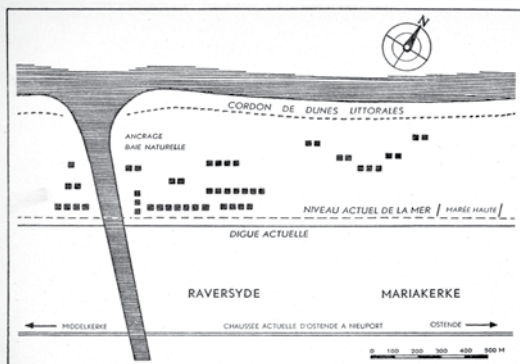 N
CORDON DE DUNES LITTORALES
ANCRAGE
BAIE NATURELLE
NIVEAU ACTUEL DE LA MER / MARÉE HAUTE /
DIGUE ACTUELLE
RAVERSYDE MARIAKERKE
MIDDELKERKE CHAUSSÉE ACTUELLE D'OSTENDE A NIEUPORT OSTENDE
0 100 200 300 400 500 M